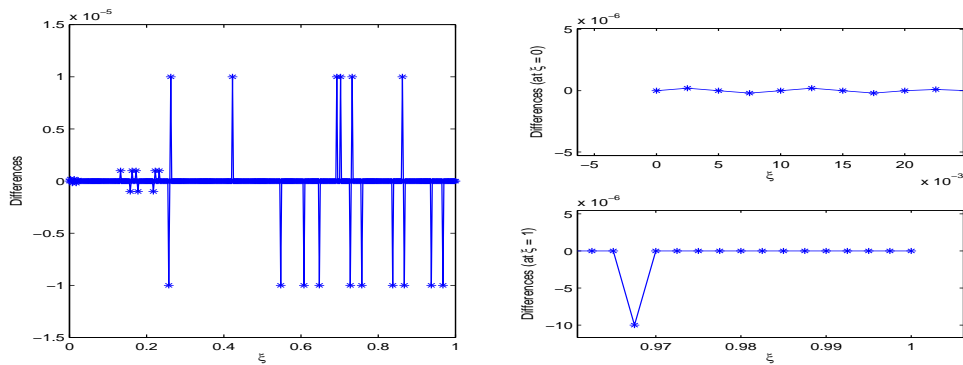 × 10⁻⁵
1.5
1
0.5
0
−0.5
−1
−1.5
Differences
0 0.2 0.4 0.6 0.8 1
ξ
× 10⁻⁶
5
0
−5
Differences (at ξ = 0)
−5 0 5 10 15 20
ξ
× 10⁻³
× 10⁻⁶
5
0
−5
−10
Differences (at ξ = 1)
0.97 0.98 0.99 1
ξ